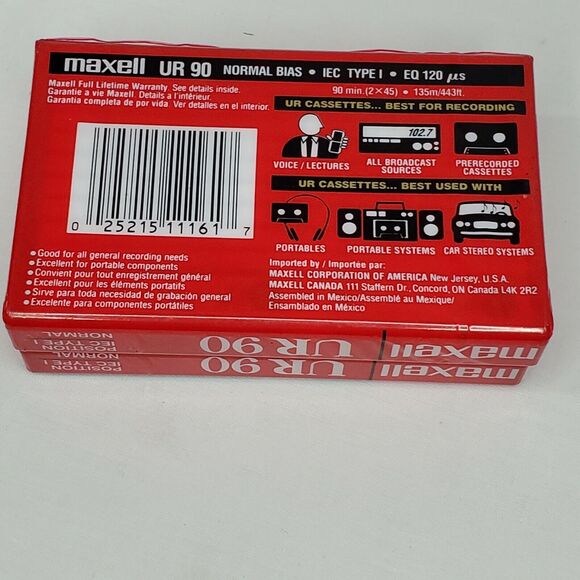 maxell UR 90 NORMAL BIAS • IEC TYPE I • EQ 120 µs
Maxell Full Lifetime Warranty. See details inside.
Garantie a vie Maxell. Details a l'interieur.
Garantia completa de por vida. Ver detalles en el interior.
90 min.(2×45) • 135m/443ft.
UR CASSETTES... BEST FOR RECORDING
102.7
VOICE / LECTURES
ALL BROADCAST
SOURCES
PRERECORDED
CASSETTES
UR CASSETTES... BEST USED WITH
PORTABLES
PORTABLE SYSTEMS
CAR STEREO SYSTEMS
0 25215 11161 7
• Good for all general recording needs
• Excellent for portable components
• Convient pour tout enregistrement général
• Excellent pour les éléments portatifs
• Sirve para toda necesidad de grabación general
• Excelente para componentes portátiles
Imported by / Importée par:
MAXELL CORPORATION OF AMERICA New Jersey, U.S.A.
MAXELL CANADA 111 Staffern Dr., Concord, ON Canada L4K 2R2
Assembled in Mexico/Assemblé au Mexique/
Ensamblado en México
maxell UR 90
POSITION
IEC TYPE I
NORMAL
maxell UR 90
POSITION
IEC TYPE I
NORMAL